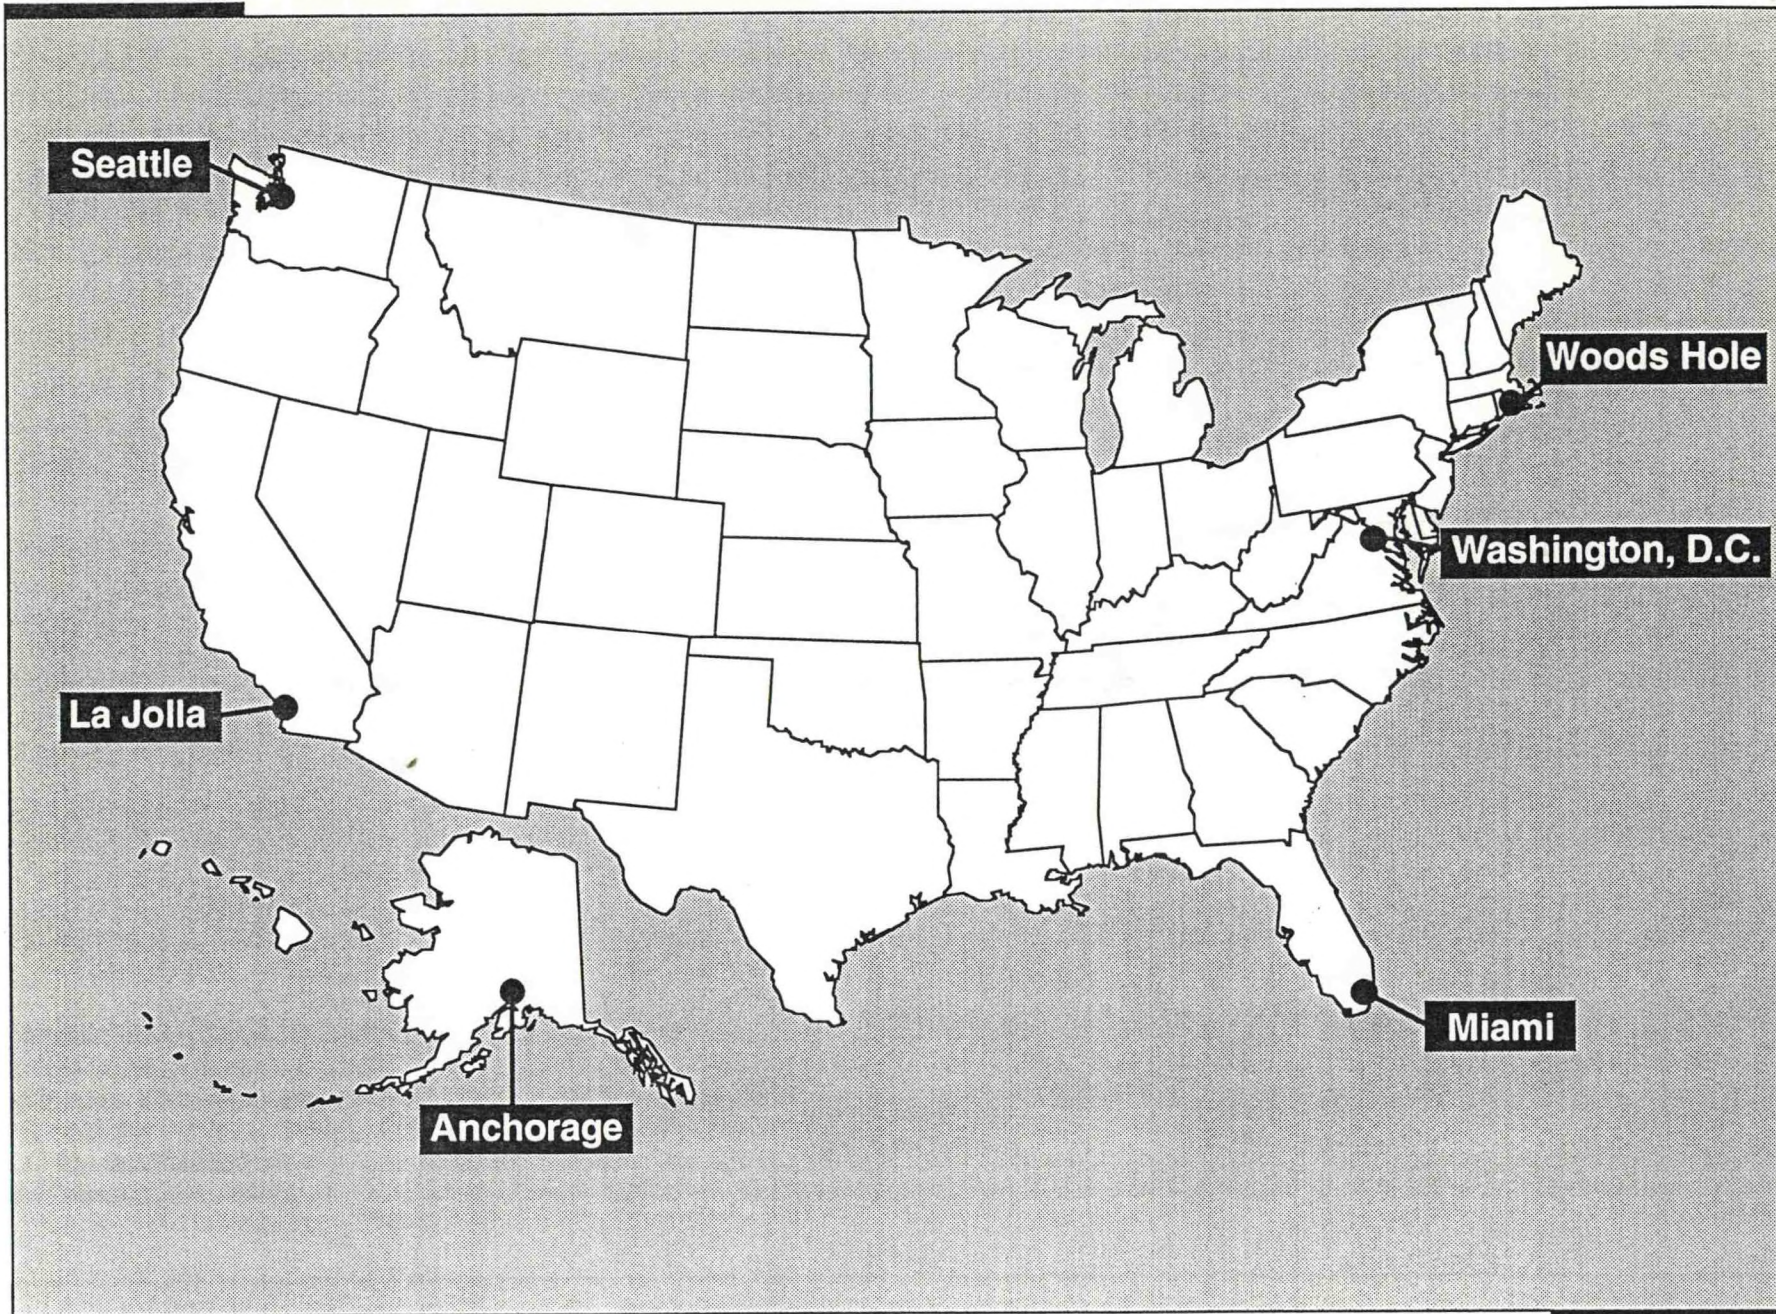 Seattle
Woods Hole
Washington, D.C.
La Jolla
Miami
Anchorage